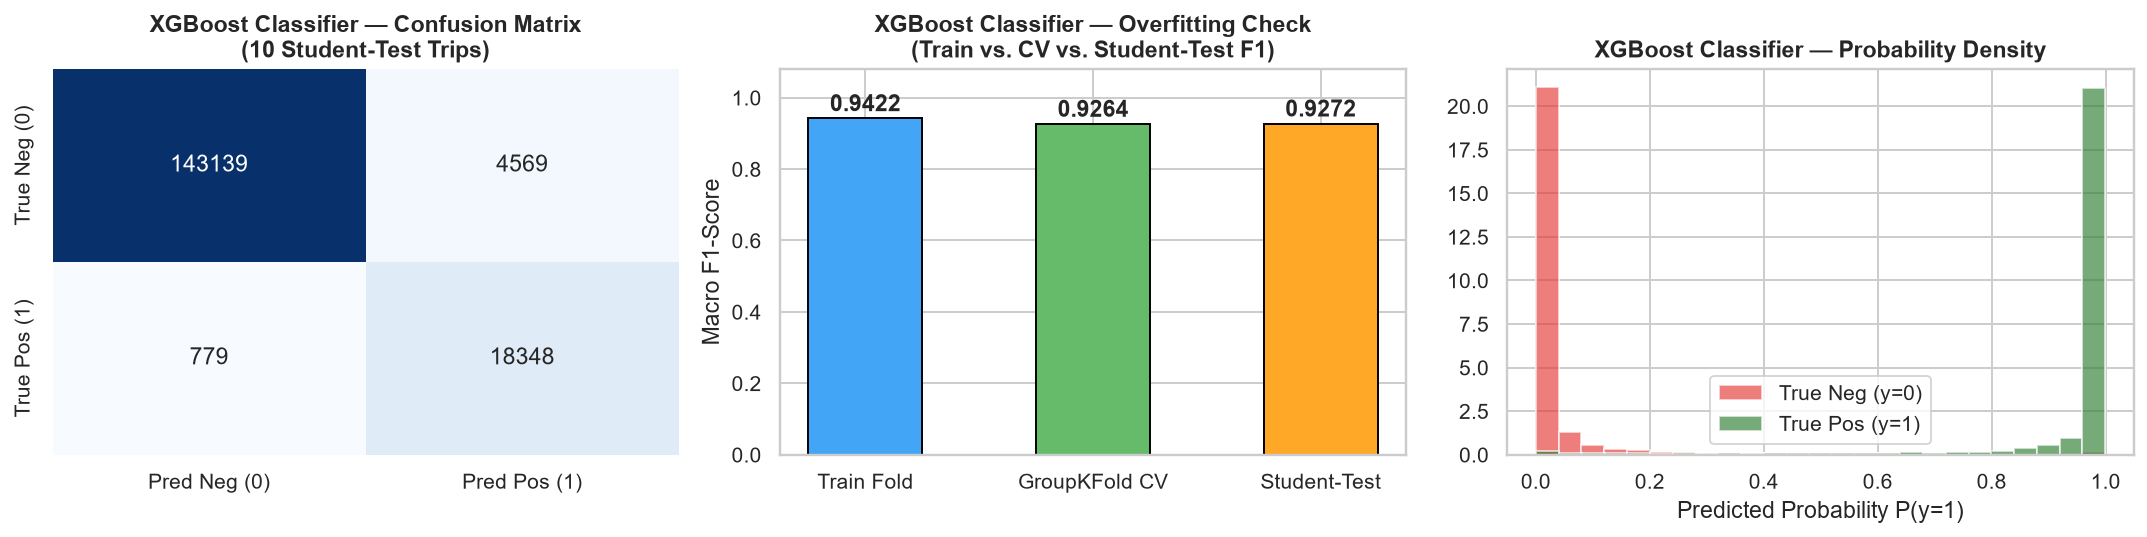 XGBoost Classifier — Confusion Matrix
(10 Student-Test Trips)
True Neg (0)
143139
4569
True Pos (1)
779
18348
Pred Neg (0)
Pred Pos (1)
XGBoost Classifier — Overfitting Check
(Train vs. CV vs. Student-Test F1)
Macro F1-Score
1.0
0.8
0.6
0.4
0.2
0.0
0.9422
0.9264
0.9272
Train Fold
GroupKFold CV
Student-Test
XGBoost Classifier — Probability Density
20.0
17.5
15.0
12.5
10.0
7.5
5.0
2.5
0.0
True Neg (y=0)
True Pos (y=1)
0.0
0.2
0.4
0.6
0.8
1.0
Predicted Probability P(y=1)